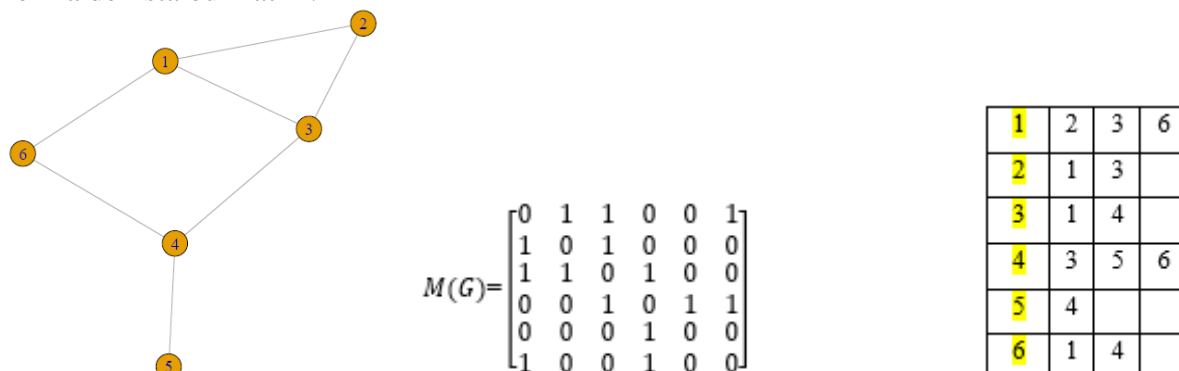 2
1
3
6
4
5
M(G)=
0 1 1 0 0 1
1 0 1 0 0 0
1 1 0 1 0 0
0 0 1 0 1 1
0 0 0 1 0 0
1 0 0 1 0 0
1 2 3 6
2 1 3
3 1 4
4 3 5 6
5 4
6 1 4